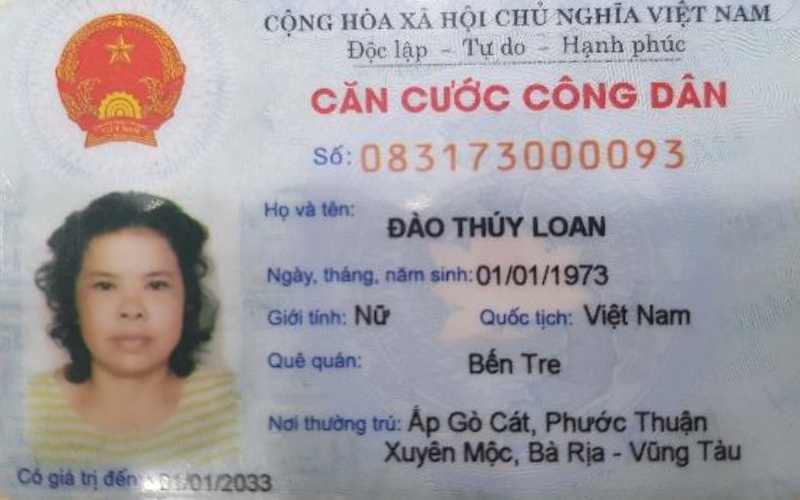 CỘNG HÒA XÃ HỘI CHỦ NGHĨA VIỆT NAM
Độc lập - Tự do - Hạnh phúc
CĂN CƯỚC CÔNG DÂN
Số: 083173000093
Họ và tên:
ĐÀO THÚY LOAN
Ngày, tháng, năm sinh: 01/01/1973
Giới tính: Nữ Quốc tịch: Việt Nam
Quê quán: Bến Tre
Nơi thường trú: Ấp Gò Cát, Phước Thuận
Xuyên Mộc, Bà Rịa - Vũng Tàu
Có giá trị đến: 01/01/2033
VIỆT NAM